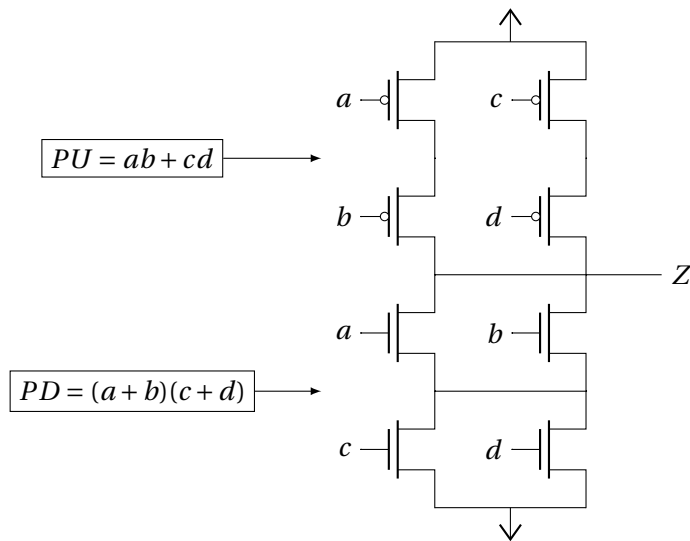 a
c
PU = ab + cd
b
d
Z
a
b
PD = (a + b)(c + d)
c
d